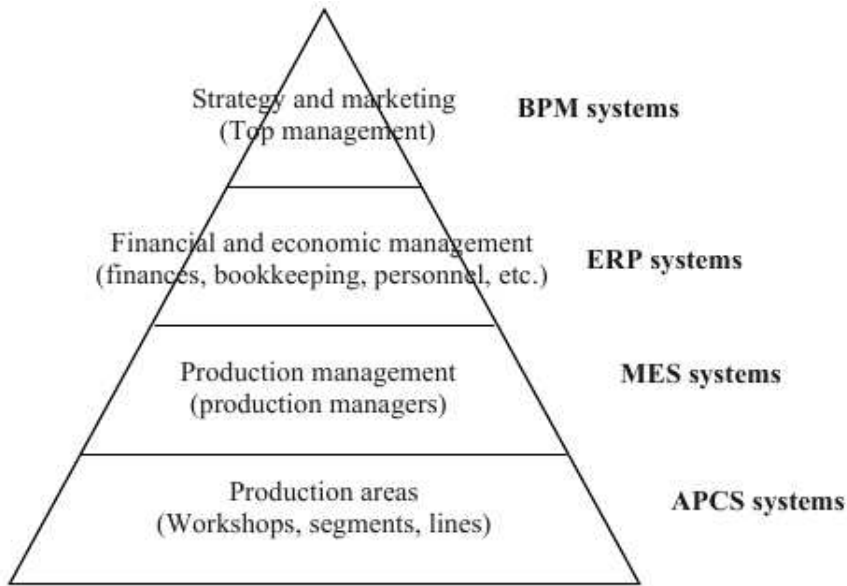 Strategy and marketing
(Top management)
BPM systems
Financial and economic management
(finances, bookkeeping, personnel, etc.)
ERP systems
Production management
(production managers)
MES systems
Production areas
(Workshops, segments, lines)
APCS systems